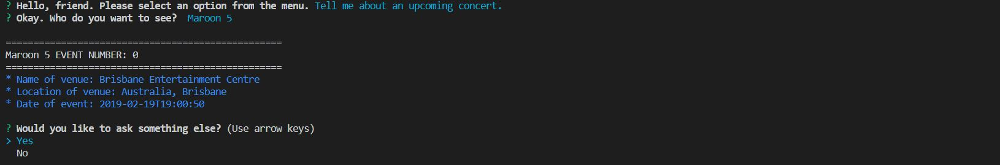 ? Hello, friend. Please select an option from the menu. Tell me about an upcoming concert.
? Okay. Who do you want to see?  Maroon 5
==================================================
Maroon 5 EVENT NUMBER: 0
==================================================
* Name of venue: Brisbane Entertainment Centre
* Location of venue: Australia, Brisbane
* Date of event: 2019-02-19T19:00:50
? Would you like to ask something else? (Use arrow keys)
> Yes
  No